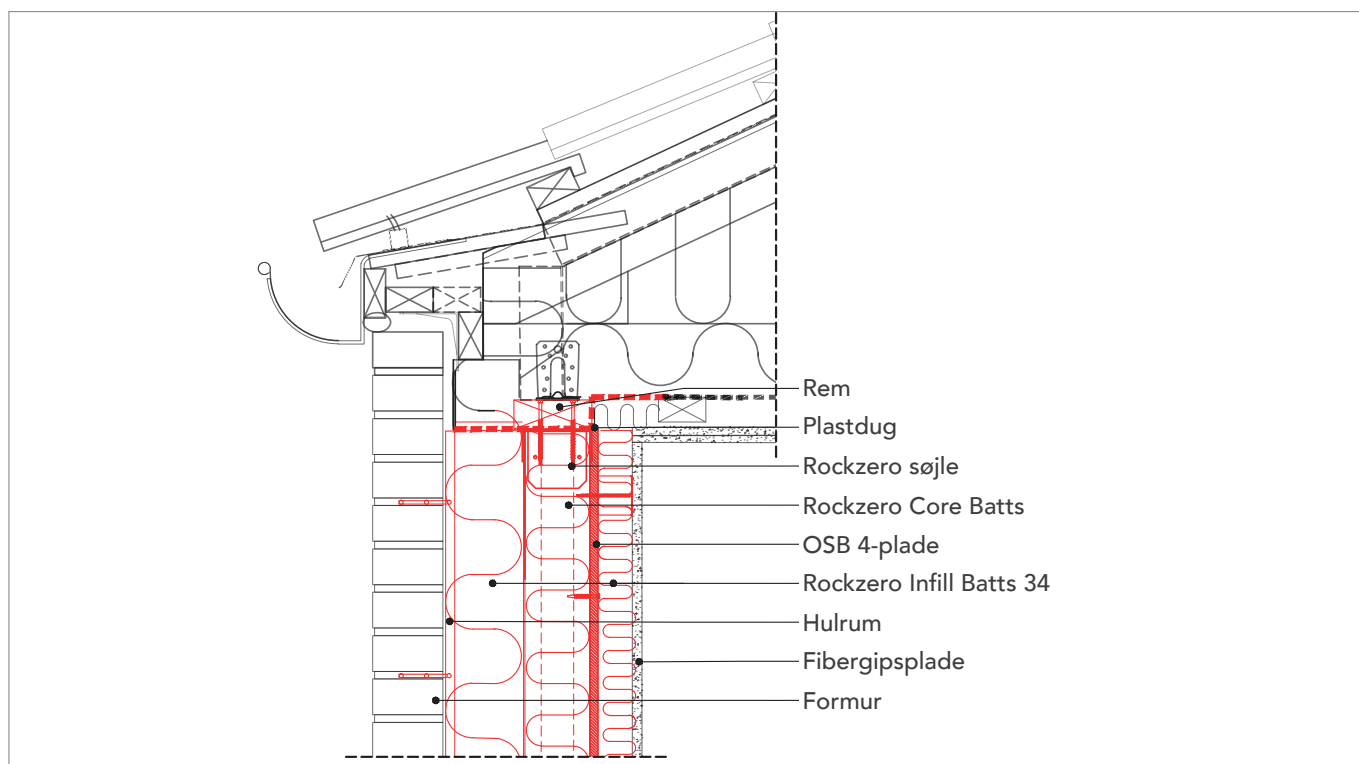 Rem
Plastdug
Rockzero søjle
Rockzero Core Batts
OSB 4-plade
Rockzero Infill Batts 34
Hulrum
Fibergipsplade
Formur